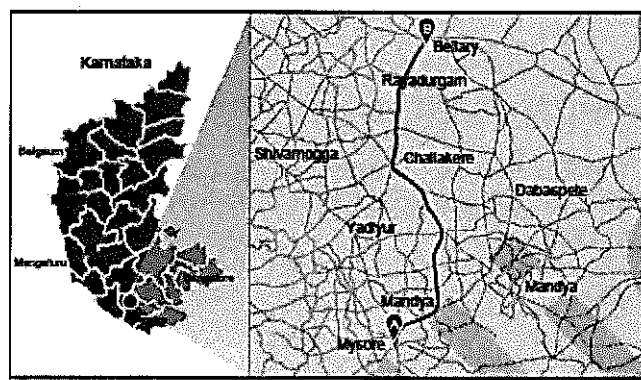 Karnataka
Belgaum
Mangaluru
B
Bellary
Rayadurgam
Shivamogga
Challakere
Dabaspete
Yadiyur
Mandya
Mandya
A
Mysore